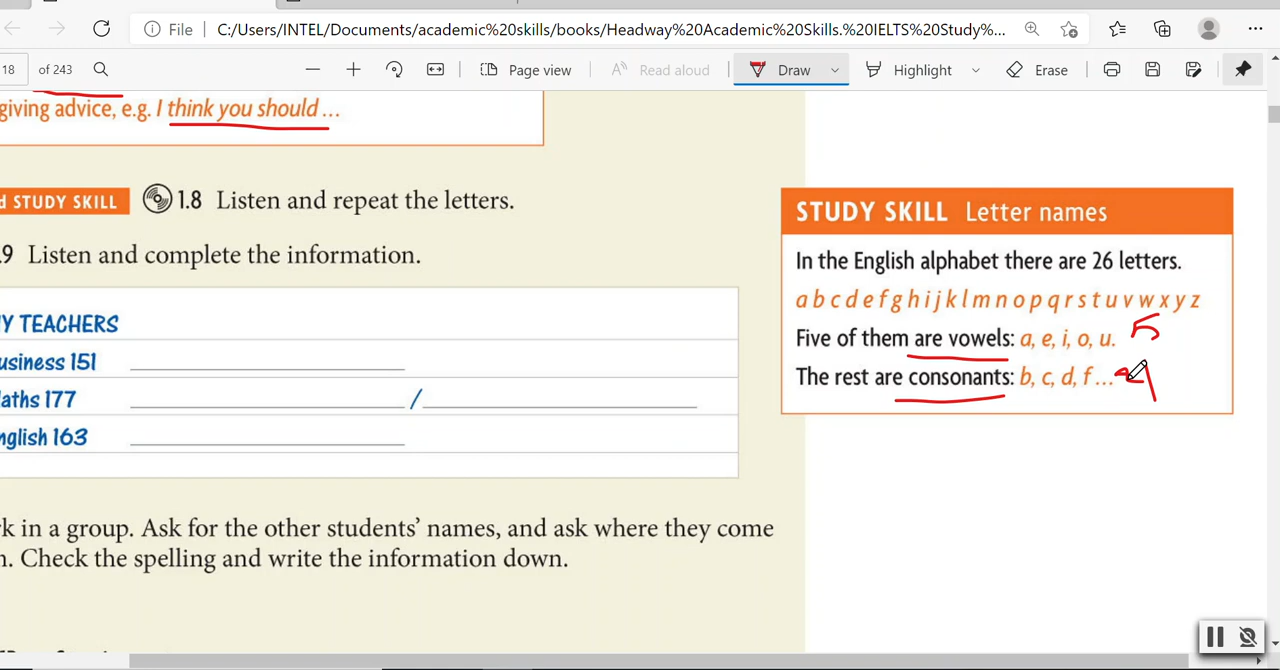 File C:/Users/INTEL/Documents/academic%20skills/books/Headway%20Academic%20Skills.%20IELTS%20Study%...
18 of 243 Page view Read aloud Draw Highlight Erase
giving advice, e.g. I think you should ...
STUDY SKILL 1.8 Listen and repeat the letters.
.9 Listen and complete the information.
TEACHERS
151
177 /
163
in a group. Ask for the other students' names, and ask where they come
Check the spelling and write the information down.
STUDY SKILL Letter names
In the English alphabet there are 26 letters.
a b c d e f g h i j k l m n o p q r s t u v w x y z
Five of them are vowels: a, e, i, o, u. 5
The rest are consonants: b, c, d, f ...